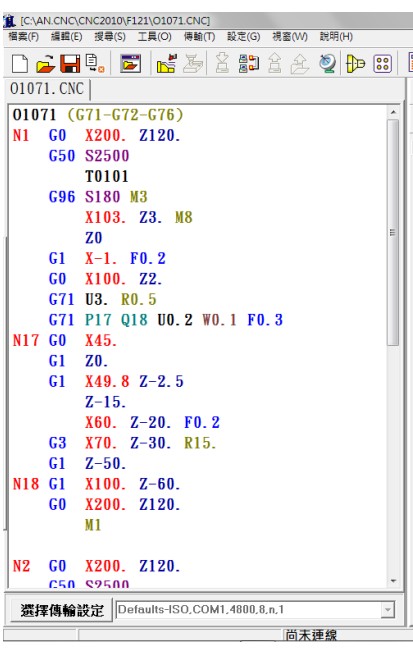 [C:\AN.CNC\CNC2010\F121\O1071.CNC]
檔案(F) 編輯(E) 搜尋(S) 工具(O) 傳輸(T) 設定(G) 視窗(W) 說明(H)
O1071.CNC
O1071 (G71-G72-G76)
N1 G0 X200. Z120.
G50 S2500
T0101
G96 S180 M3
X103. Z3. M8
Z0
G1 X-1. F0.2
G0 X100. Z2.
G71 U3. R0.5
G71 P17 Q18 U0.2 W0.1 F0.3
N17 G0 X45.
G1 Z0.
G1 X49.8 Z-2.5
Z-15.
X60. Z-20. F0.2
G3 X70. Z-30. R15.
G1 Z-50.
N18 G1 X100. Z-60.
G0 X200. Z120.
M1
N2 G0 X200. Z120.
G50 S2500
選擇傳輸設定 Defaults-ISO,COM1,4800,8,n,1
尚未連線